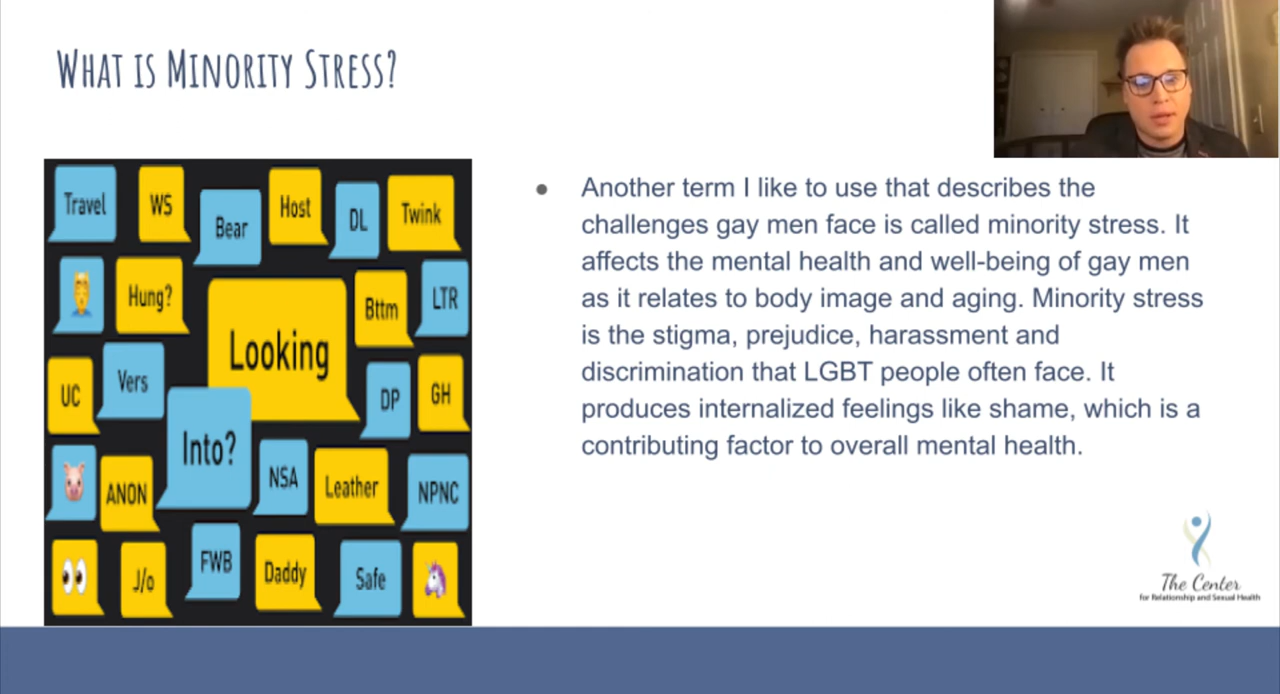 What is Minority Stress?
Travel
WS
Bear
Host
DL
Twink
Hung?
Looking
Bttm
LTR
UC
Vers
Into?
DP
GH
ANON
NSA
Leather
NPNC
J/o
FWB
Daddy
Safe
Another term I like to use that describes the
challenges gay men face is called minority stress. It
affects the mental health and well-being of gay men
as it relates to body image and aging. Minority stress
is the stigma, prejudice, harassment and
discrimination that LGBT people often face. It
produces internalized feelings like shame, which is a
contributing factor to overall mental health.
The Center
for Relationship and Sexual Health